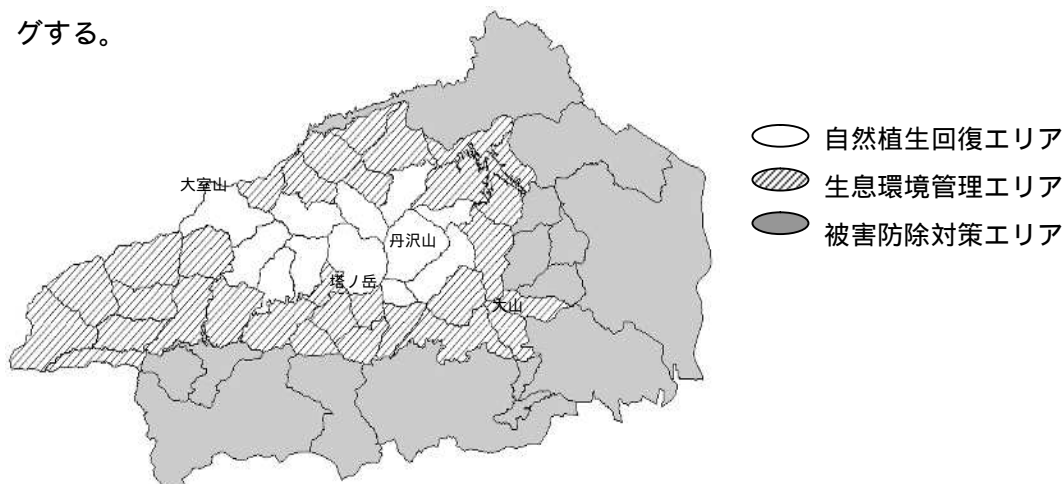 グする。
自然植生回復エリア
生息環境管理エリア
被害防除対策エリア
大室山
丹沢山
塔ノ岳
大山